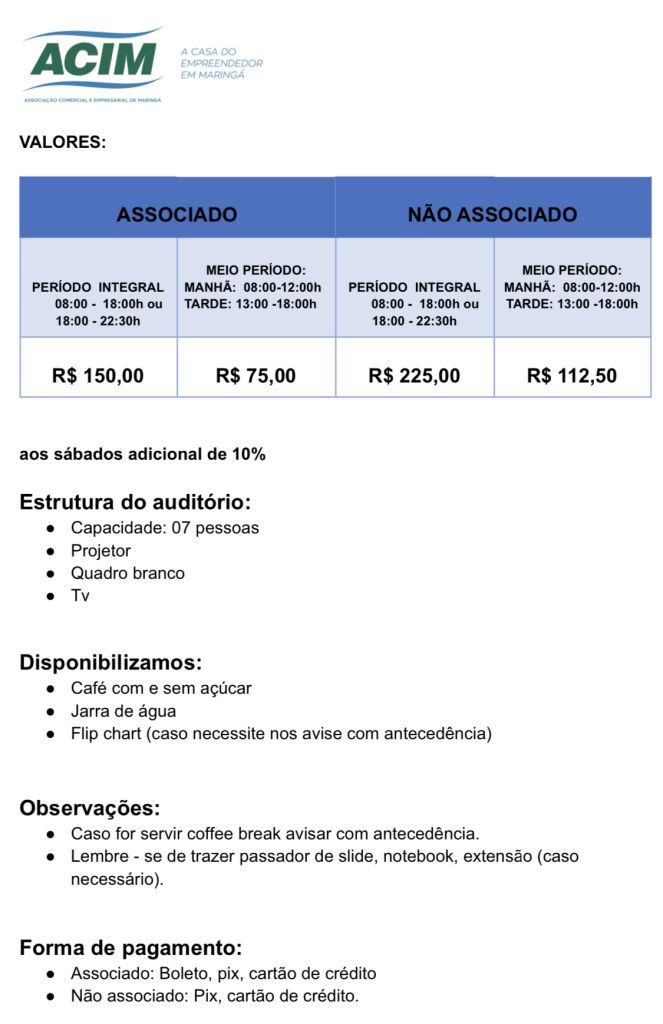 ACIM
A CASA DO
EMPREENDEDOR
EM MARINGÁ
ASSOCIAÇÃO COMERCIAL E EMPRESARIAL DE MARINGÁ
VALORES:
ASSOCIADO
NÃO ASSOCIADO
PERÍODO INTEGRAL
08:00 - 18:00h ou
18:00 - 22:30h
MEIO PERÍODO:
MANHÃ: 08:00-12:00h
TARDE: 13:00 -18:00h
PERÍODO INTEGRAL
08:00 - 18:00h ou
18:00 - 22:30h
MEIO PERÍODO:
MANHÃ: 08:00-12:00h
TARDE: 13:00 -18:00h
R$ 150,00
R$ 75,00
R$ 225,00
R$ 112,50
aos sábados adicional de 10%
Estrutura do auditório:
● Capacidade: 07 pessoas
● Projetor
● Quadro branco
● Tv
Disponibilizamos:
● Café com e sem açúcar
● Jarra de água
● Flip chart (caso necessite nos avise com antecedência)
Observações:
● Caso for servir coffee break avisar com antecedência.
● Lembre - se de trazer passador de slide, notebook, extensão (caso
necessário).
Forma de pagamento:
● Associado: Boleto, pix, cartão de crédito
● Não associado: Pix, cartão de crédito.